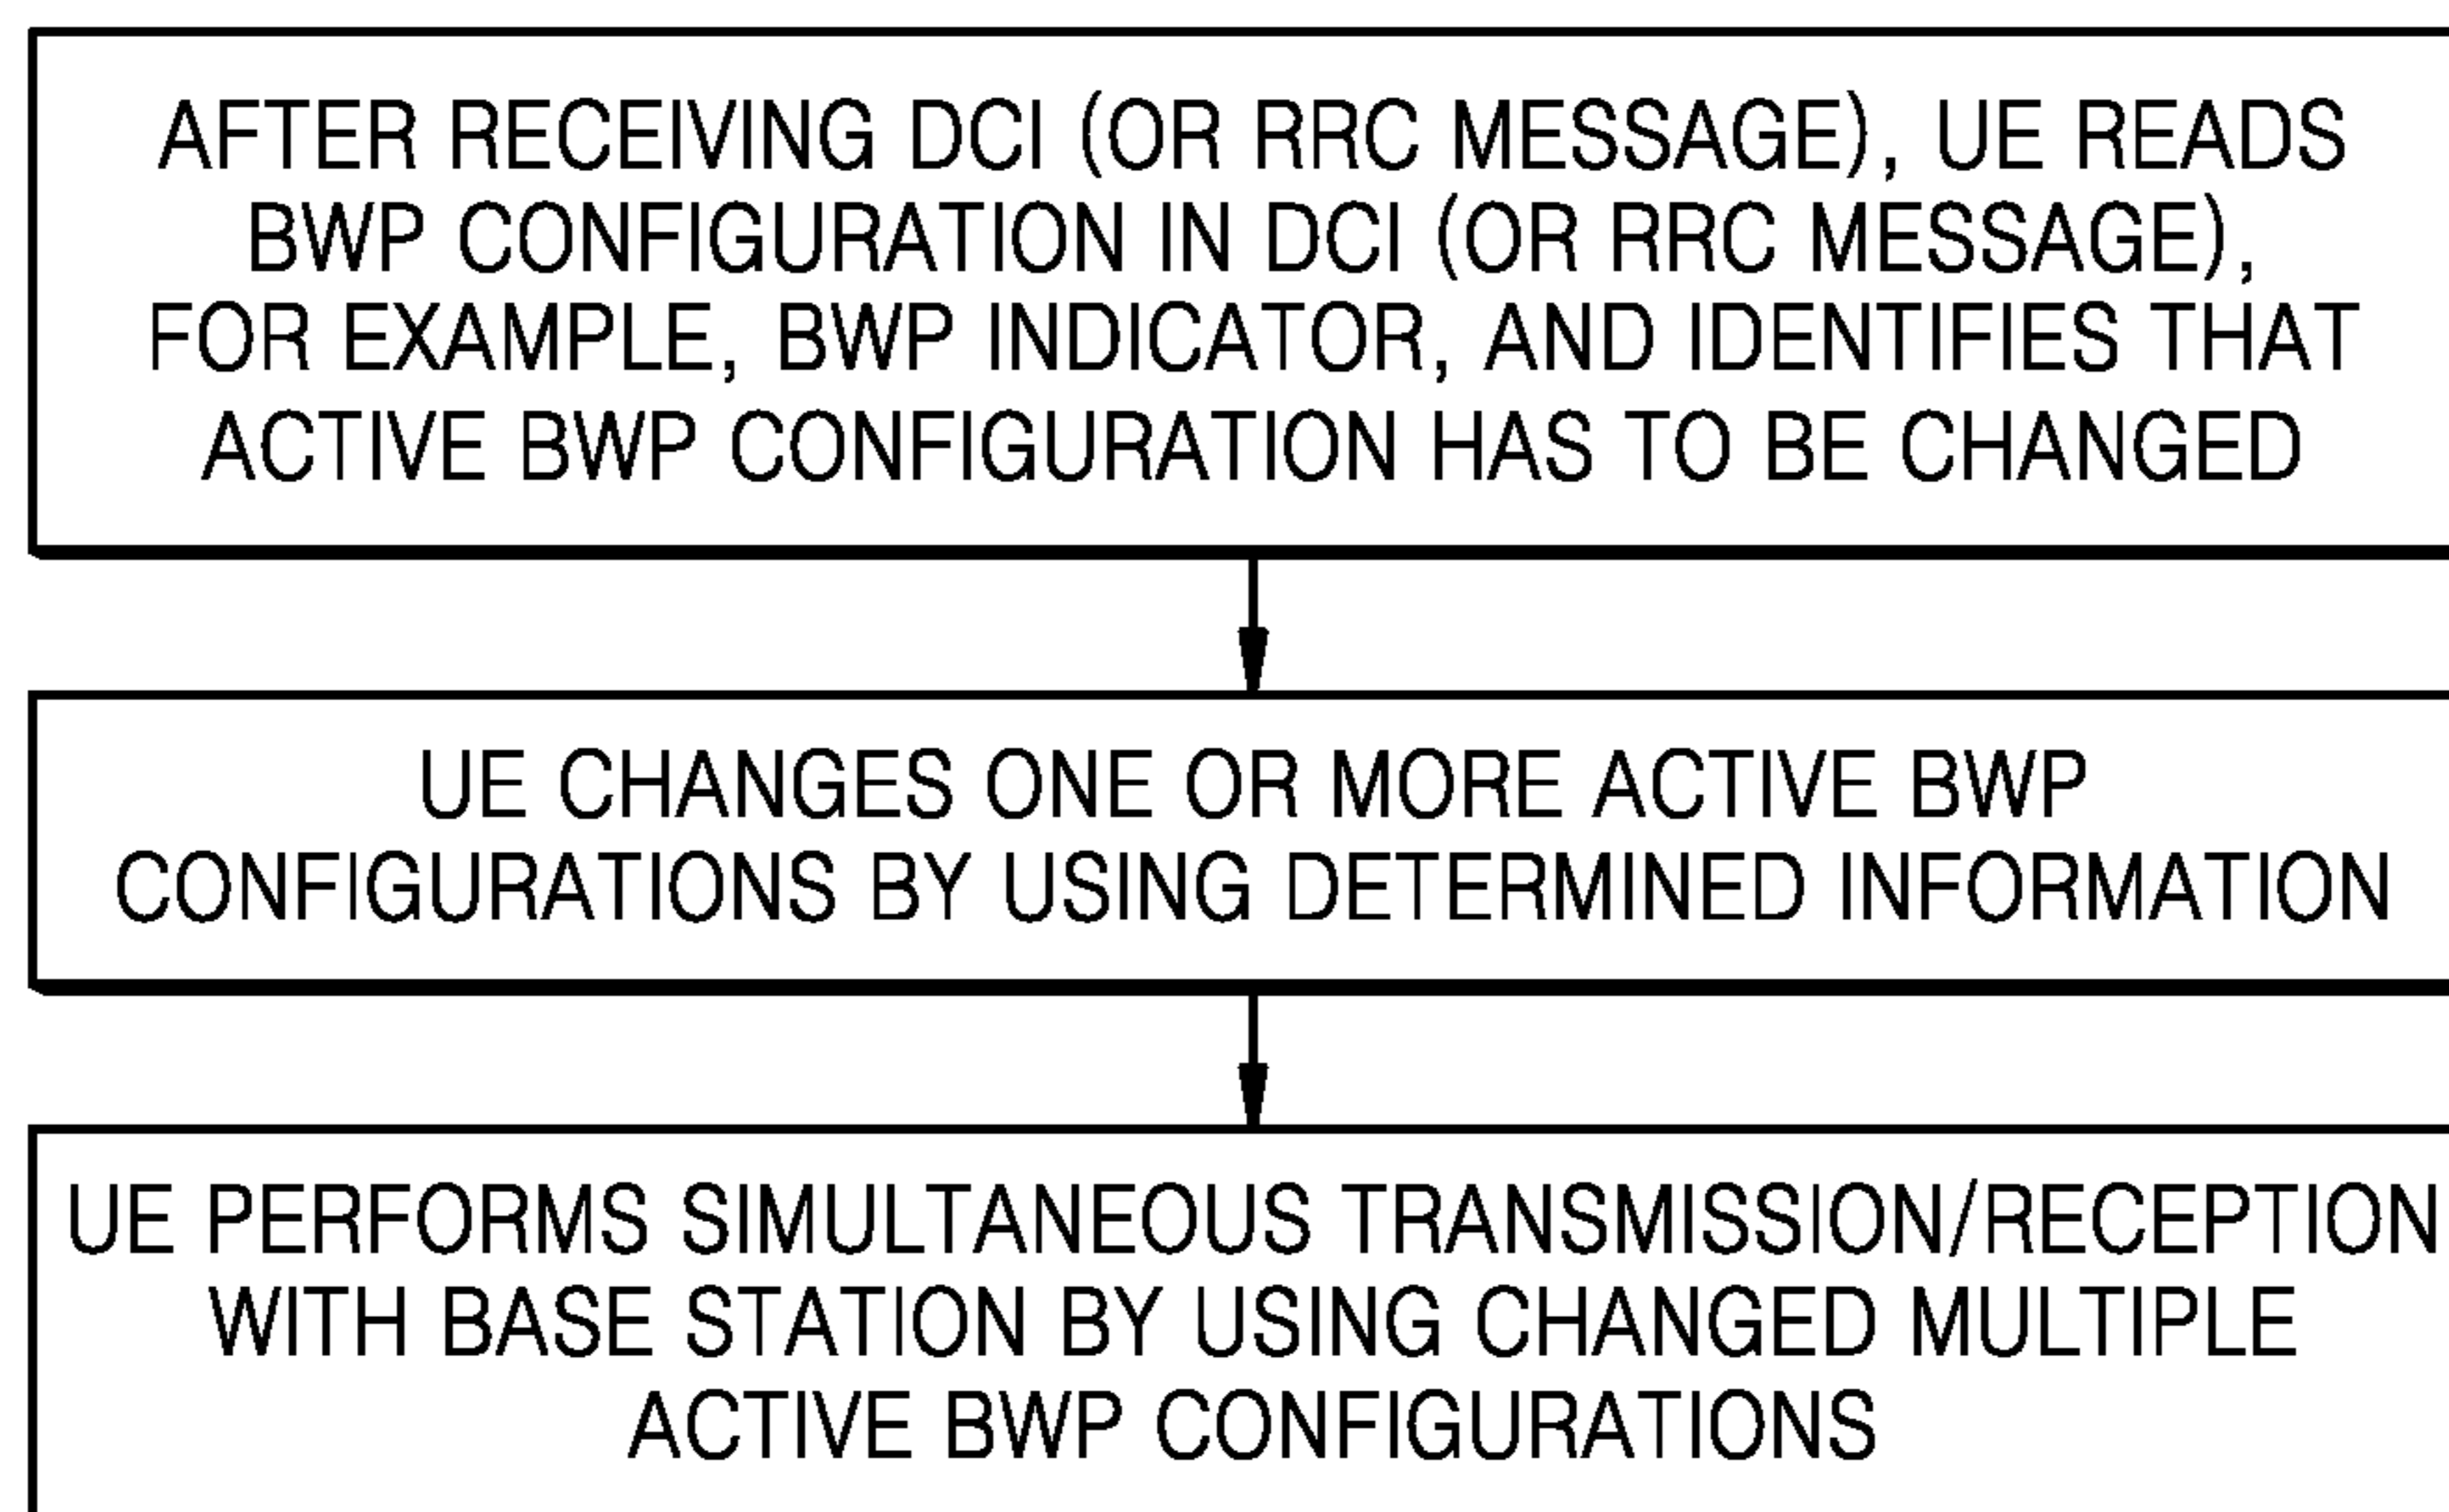 AFTER RECEIVING DCI (OR RRC MESSAGE), UE READS
BWP CONFIGURATION IN DCI (OR RRC MESSAGE),
FOR EXAMPLE, BWP INDICATOR, AND IDENTIFIES THAT
ACTIVE BWP CONFIGURATION HAS TO BE CHANGED
UE CHANGES ONE OR MORE ACTIVE BWP
CONFIGURATIONS BY USING DETERMINED INFORMATION
UE PERFORMS SIMULTANEOUS TRANSMISSION/RECEPTION
WITH BASE STATION BY USING CHANGED MULTIPLE
ACTIVE BWP CONFIGURATIONS